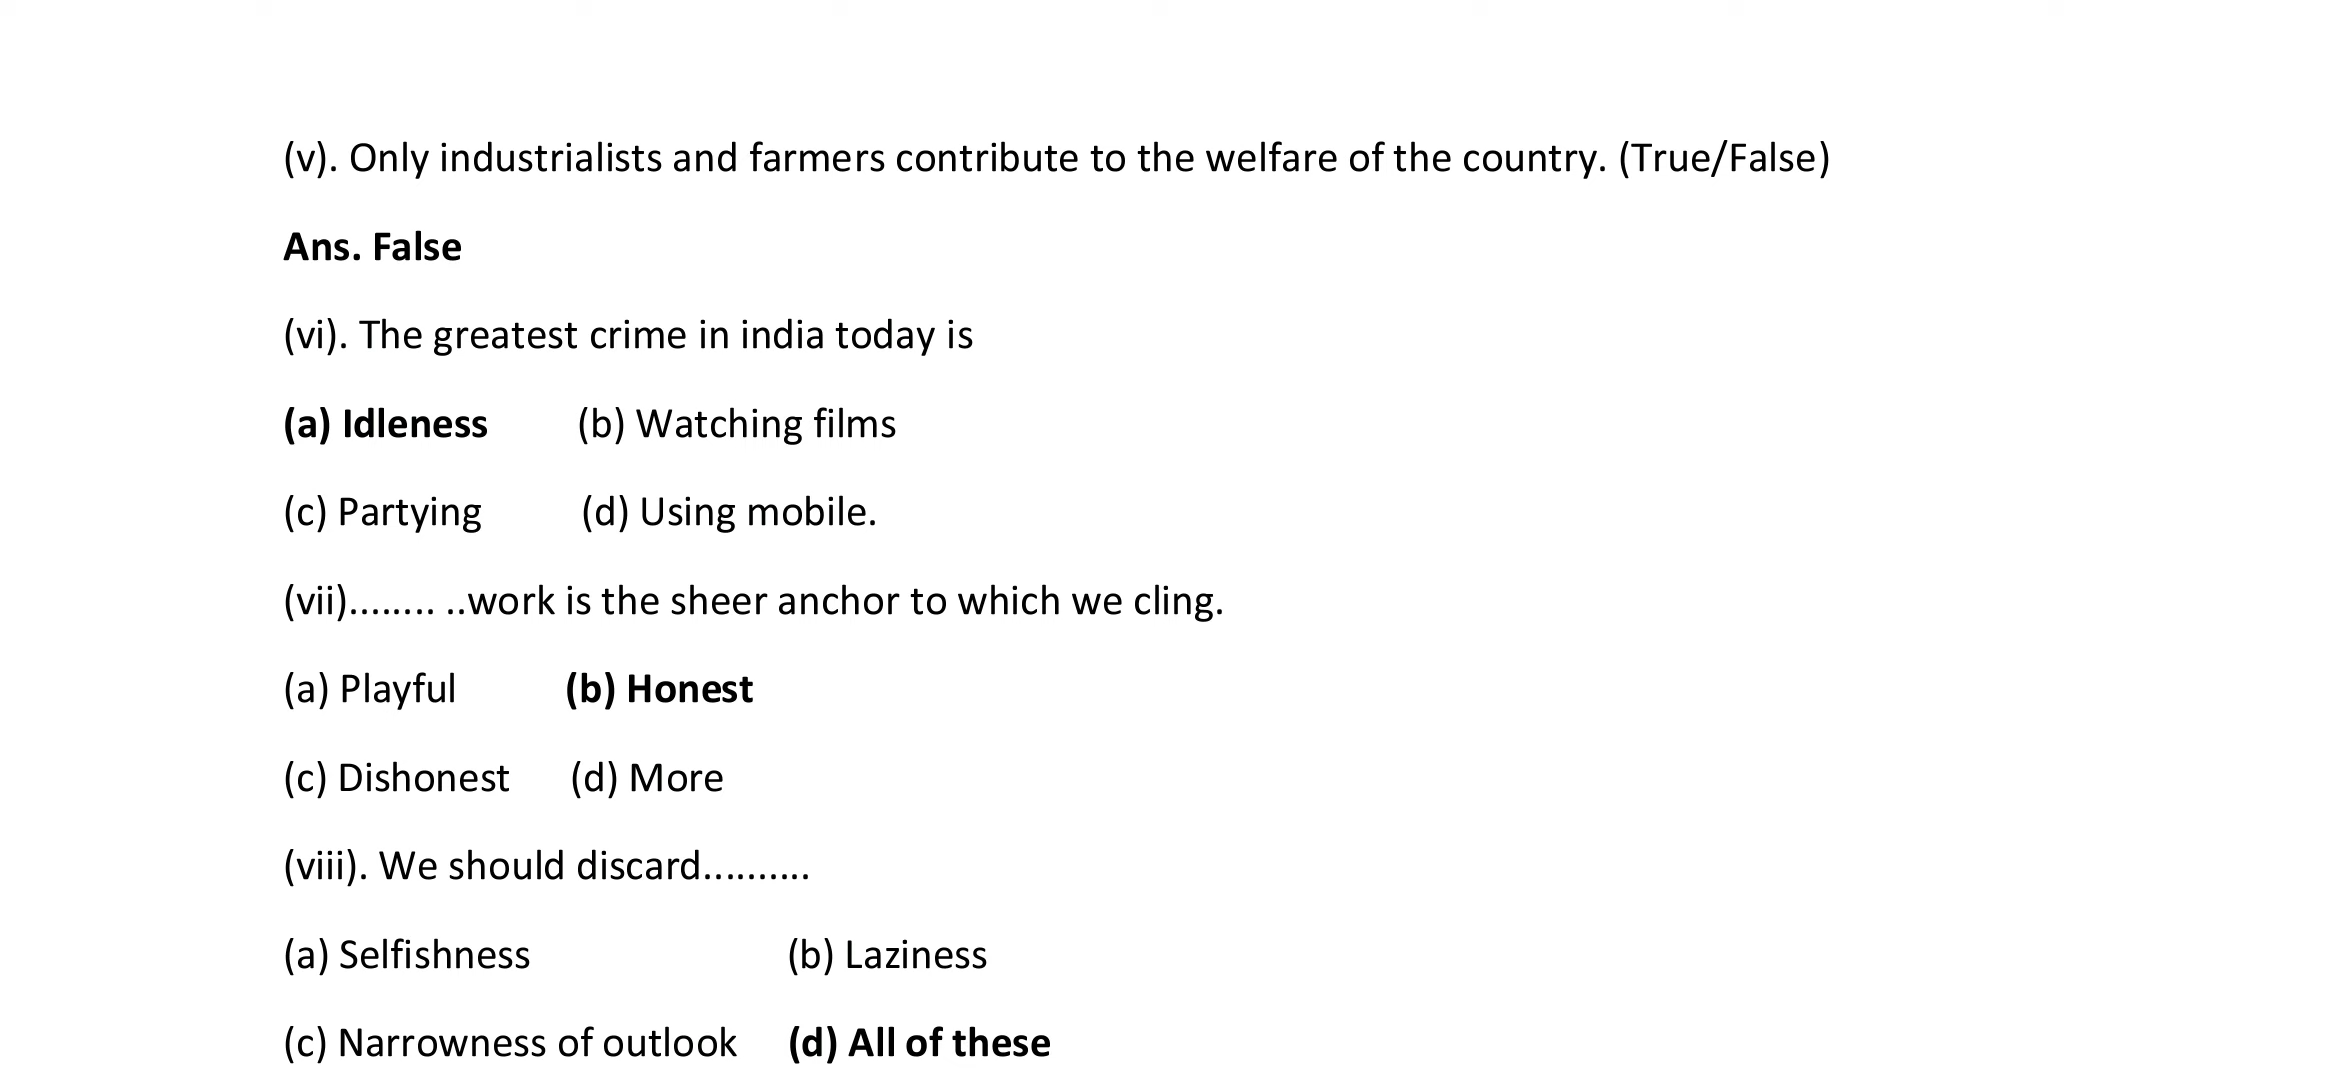 (v). Only industrialists and farmers contribute to the welfare of the country. (True/False)
Ans. False
(vi). The greatest crime in india today is
(a) Idleness (b) Watching films
(c) Partying (d) Using mobile.
(vii)........ ..work is the sheer anchor to which we cling.
(a) Playful (b) Honest
(c) Dishonest (d) More
(viii). We should discard..........
(a) Selfishness (b) Laziness
(c) Narrowness of outlook (d) All of these